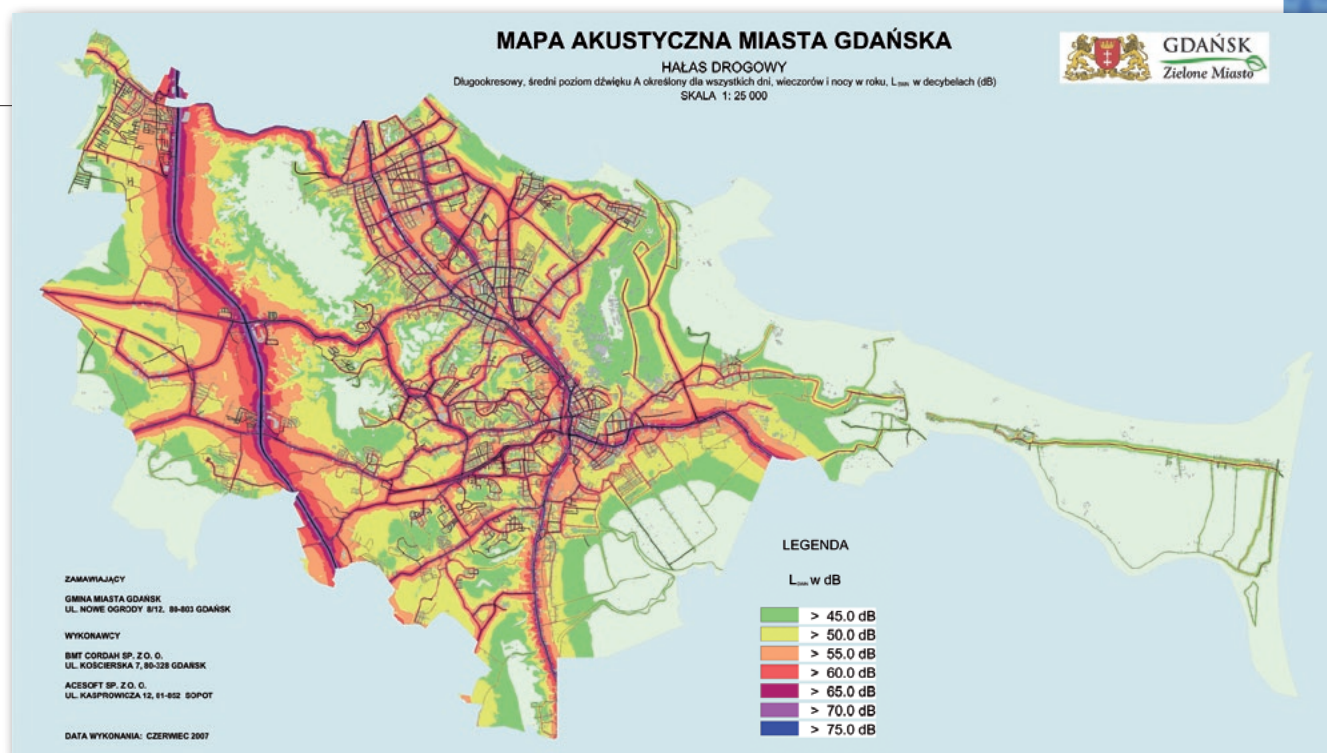 MAPA AKUSTYCZNA MIASTA GDAŃSKA
HAŁAS DROGOWY
Długookresowy, średni poziom dźwięku A określony dla wszystkich dni, wieczorów i nocy w roku, L w decybelach (dB)
SKALA 1: 25 000
GDAŃSK
Zielone Miasto
LEGENDA
L w dB
> 45.0 dB
> 50.0 dB
> 55.0 dB
> 60.0 dB
> 65.0 dB
> 70.0 dB
> 75.0 dB
ZAMAWIAJĄCY
GMINA MIASTA GDAŃSK
UL. NOWE OGRODY 8/12, 80-803 GDAŃSK
WYKONAWCY
BMT CORDAH SP. Z O. O.
UL. KOŚCIERSKA 7, 80-328 GDAŃSK
ACESOFT SP. Z O. O.
UL. KASPROWICZA 12, 81-852 SOPOT
DATA WYKONANIA: CZERWIEC 2007